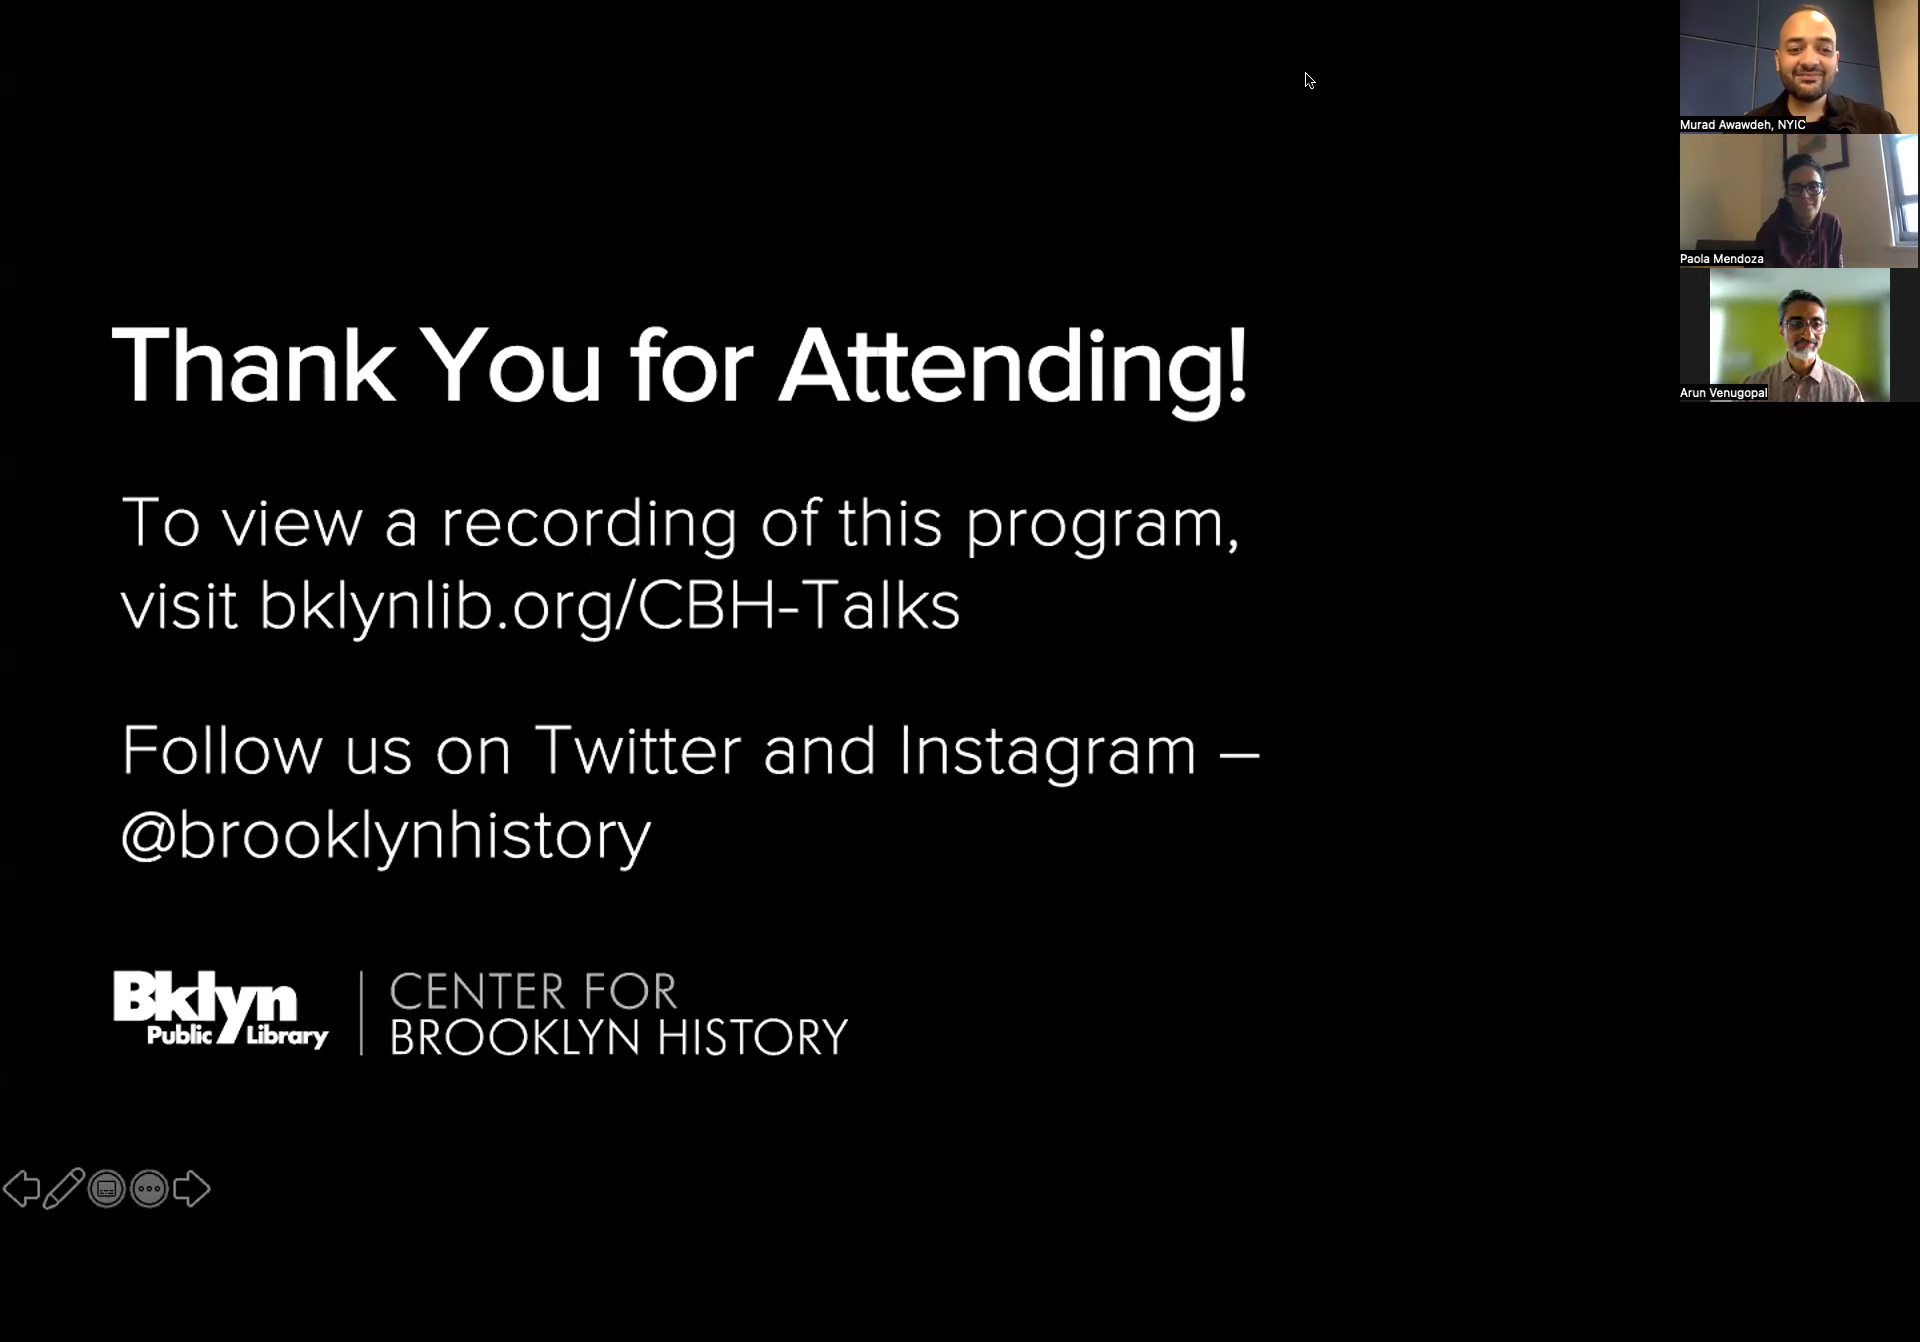 Thank You for Attending!
To view a recording of this program,
visit bklynlib.org/CBH-Talks
Follow us on Twitter and Instagram –
@brooklynhistory
Bklyn
Public Library
CENTER FOR
BROOKLYN HISTORY
Murad Awawdeh, NYIC
Paola Mendoza
Arun Venugopal